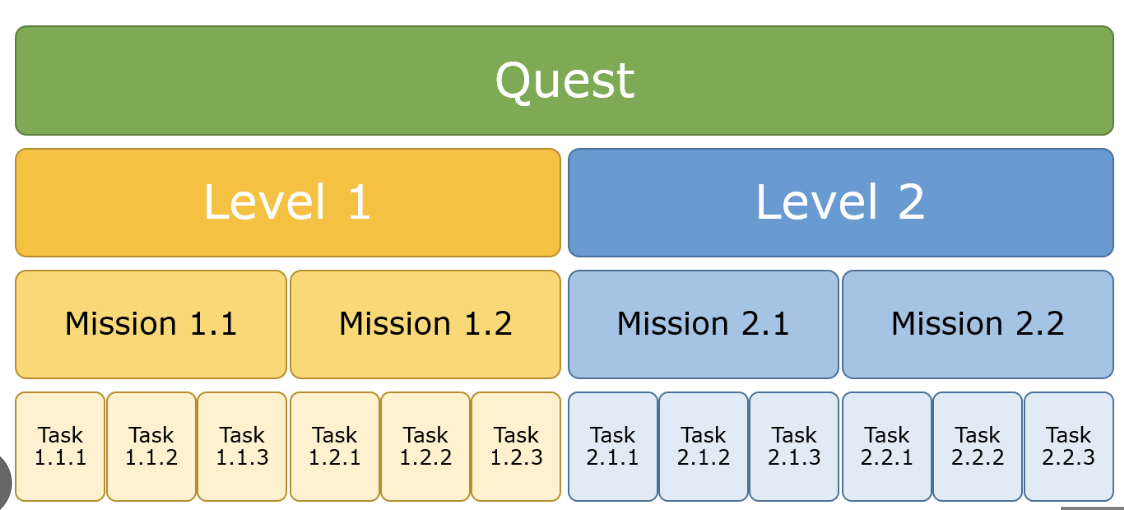 Quest
Level 1
Level 2
Mission 1.1
Mission 1.2
Mission 2.1
Mission 2.2
Task
1.1.1
Task
1.1.2
Task
1.1.3
Task
1.2.1
Task
1.2.2
Task
1.2.3
Task
2.1.1
Task
2.1.2
Task
2.1.3
Task
2.2.1
Task
2.2.2
Task
2.2.3